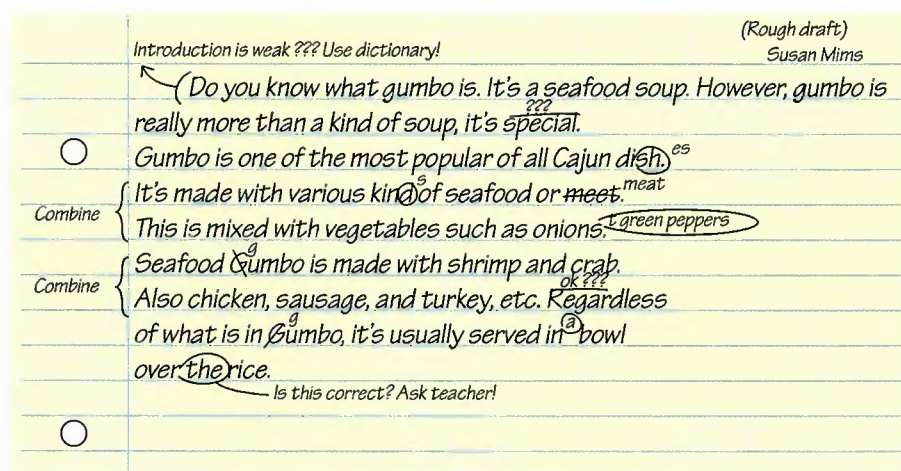 (Rough draft)
Introduction is weak ??? Use dictionary!
Susan Mims
(Do you know what gumbo is. It's a seafood soup. However, gumbo is
???
really more than a kind of soup, it's special.
Gumbo is one of the most popular of all Cajun dish. es
s
It's made with various kind of seafood or meet. meat
Combine
This is mixed with vegetables such as onions. + green peppers
g
Seafood Gumbo is made with shrimp and crab.
Combine
ok ???
Also chicken, sausage, and turkey, etc. Regardless
g
of what is in Gumbo, it's usually served in a bowl
over the rice.
Is this correct? Ask teacher!